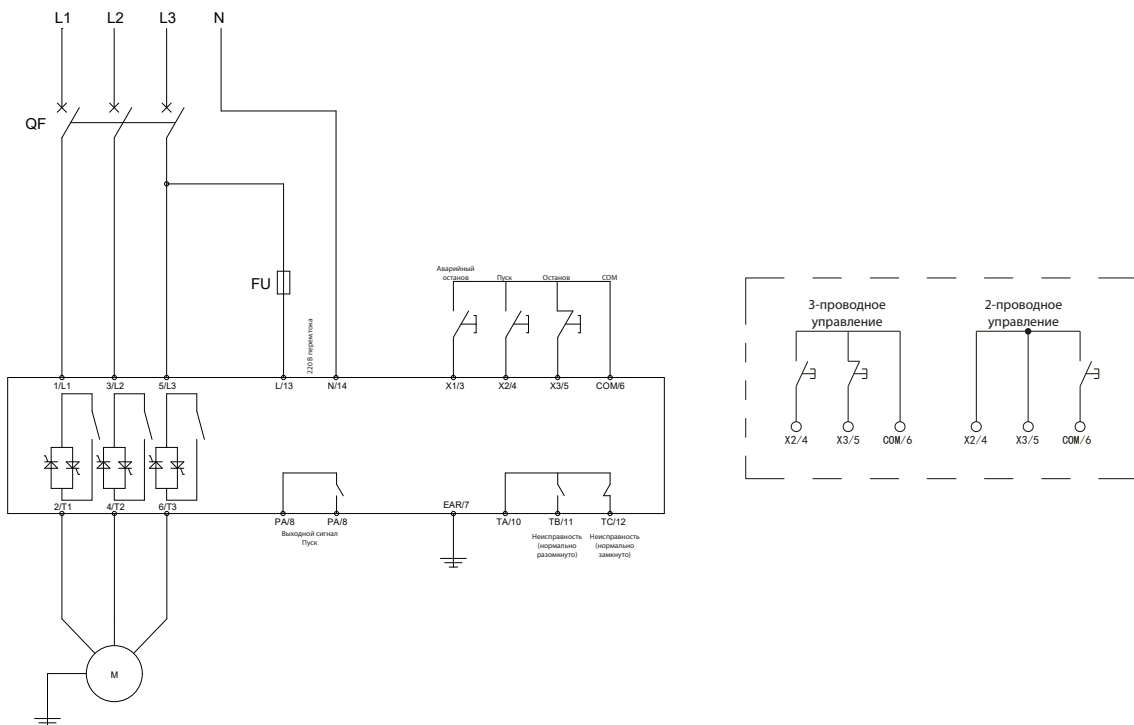 L1 L2 L3 N
QF
FU
220 В перем тока
Аварийный
останов
Пуск
Останов
COM
1/L1 3/L2 5/L3 L/13 N/14 X1/3 X2/4 X3/5 COM/6
2/T1 4/T2 6/T3 PA/8 PA/8 EAR/7 TA/10 TB/11 TC/12
Выходной сигнал
Пуск
Неисправность
(нормально
разомкнуто)
Неисправность
(нормально
замкнуто)
M
3-проводное
управление
X2/4 X3/5 COM/6
2-проводное
управление
X2/4 X3/5 COM/6